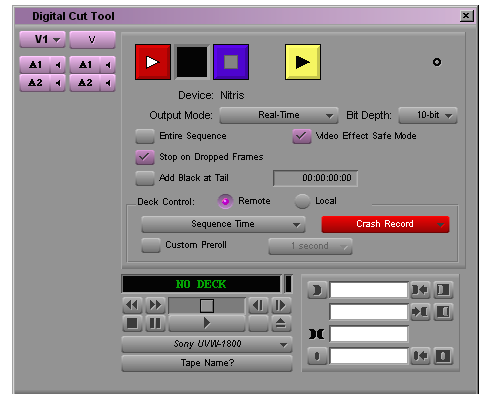 Digital Cut Tool
V1 V
A1 A1
A2 A2
Device: Nitris
Output Mode: Real-Time Bit Depth: 10-bit
Entire Sequence Video Effect Safe Mode
Stop on Dropped Frames
Add Black at Tail 00:00:00:00
Deck Control: Remote Local
Sequence Time Crash Record
Custom Preroll 1 second
NO DECK
Sony UVW-1800
Tape Name?